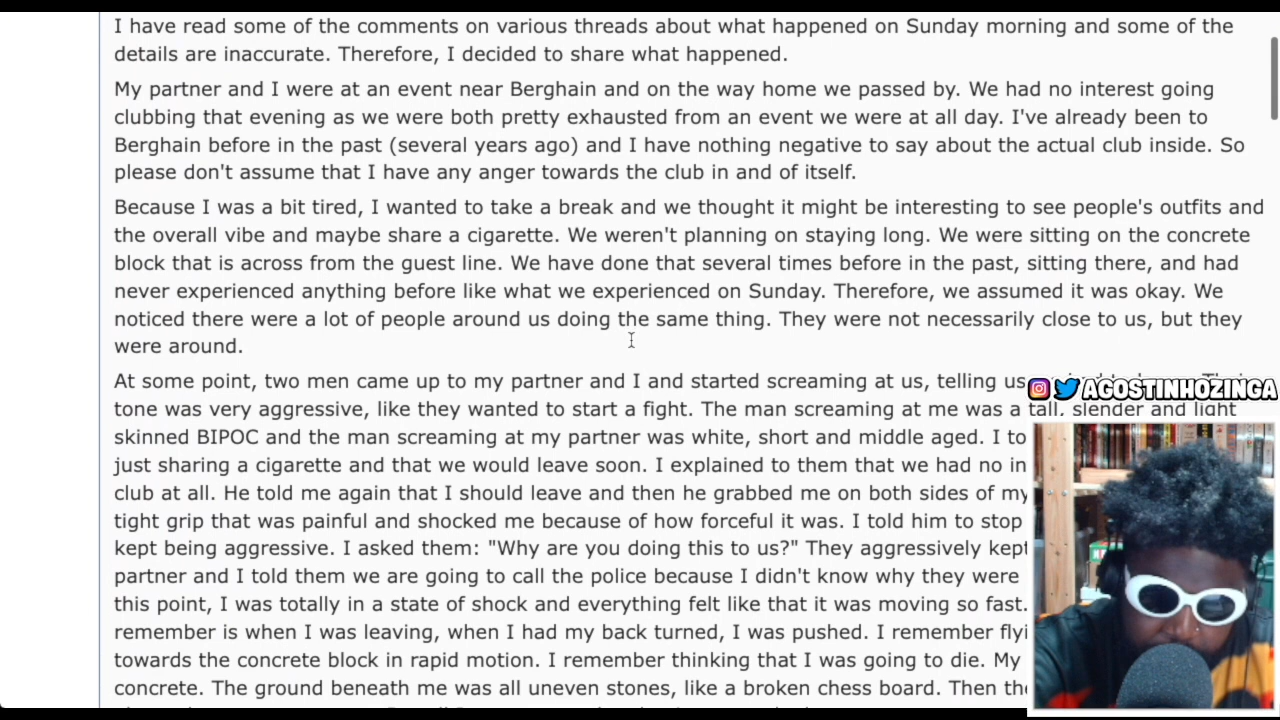 I have read some of the comments on various threads about what happened on Sunday morning and some of the
details are inaccurate. Therefore, I decided to share what happened.
My partner and I were at an event near Berghain and on the way home we passed by. We had no interest going
clubbing that evening as we were both pretty exhausted from an event we were at all day. I've already been to
Berghain before in the past (several years ago) and I have nothing negative to say about the actual club inside. So
please don't assume that I have any anger towards the club in and of itself.
Because I was a bit tired, I wanted to take a break and we thought it might be interesting to see people's outfits and
the overall vibe and maybe share a cigarette. We weren't planning on staying long. We were sitting on the concrete
block that is across from the guest line. We have done that several times before in the past, sitting there, and had
never experienced anything before like what we experienced on Sunday. Therefore, we assumed it was okay. We
noticed there were a lot of people around us doing the same thing. They were not necessarily close to us, but they
were around.
At some point, two men came up to my partner and I and started screaming at us, telling us
AGOSTINHOZINGA
tone was very aggressive, like they wanted to start a fight. The man screaming at me was a tall, slender and light
skinned BIPOC and the man screaming at my partner was white, short and middle aged. I to
just sharing a cigarette and that we would leave soon. I explained to them that we had no in
club at all. He told me again that I should leave and then he grabbed me on both sides of my
tight grip that was painful and shocked me because of how forceful it was. I told him to stop
kept being aggressive. I asked them: "Why are you doing this to us?" They aggressively kept
partner and I told them we are going to call the police because I didn't know why they were
this point, I was totally in a state of shock and everything felt like that it was moving so fast.
remember is when I was leaving, when I had my back turned, I was pushed. I remember flyi
towards the concrete block in rapid motion. I remember thinking that I was going to die. My
concrete. The ground beneath me was all uneven stones, like a broken chess board. Then the